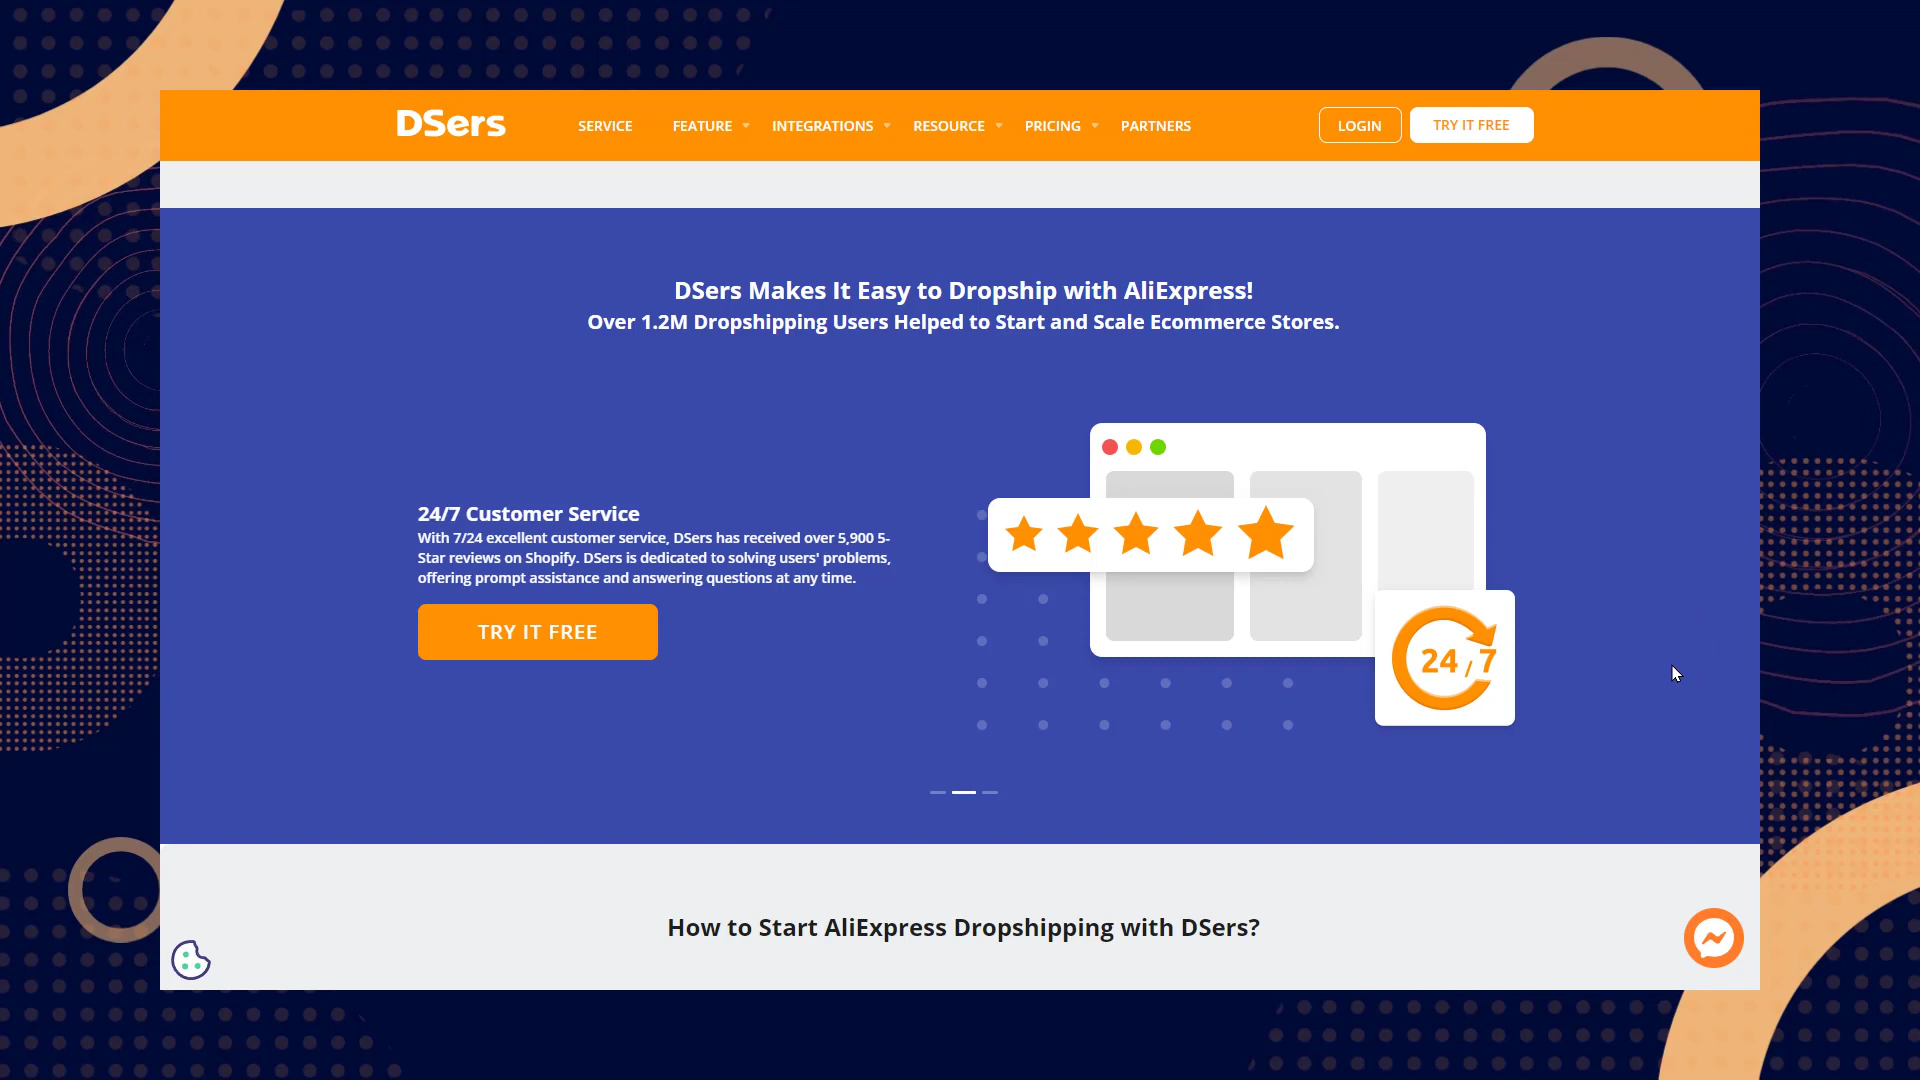 DSers
SERVICE
FEATURE
INTEGRATIONS
RESOURCE
PRICING
PARTNERS
LOGIN
TRY IT FREE
DSers Makes It Easy to Dropship with AliExpress!
Over 1.2M Dropshipping Users Helped to Start and Scale Ecommerce Stores.
24/7 Customer Service
With 7/24 excellent customer service, DSers has received over 5,900 5-
Star reviews on Shopify. DSers is dedicated to solving users' problems,
offering prompt assistance and answering questions at any time.
TRY IT FREE
24 / 7
How to Start AliExpress Dropshipping with DSers?